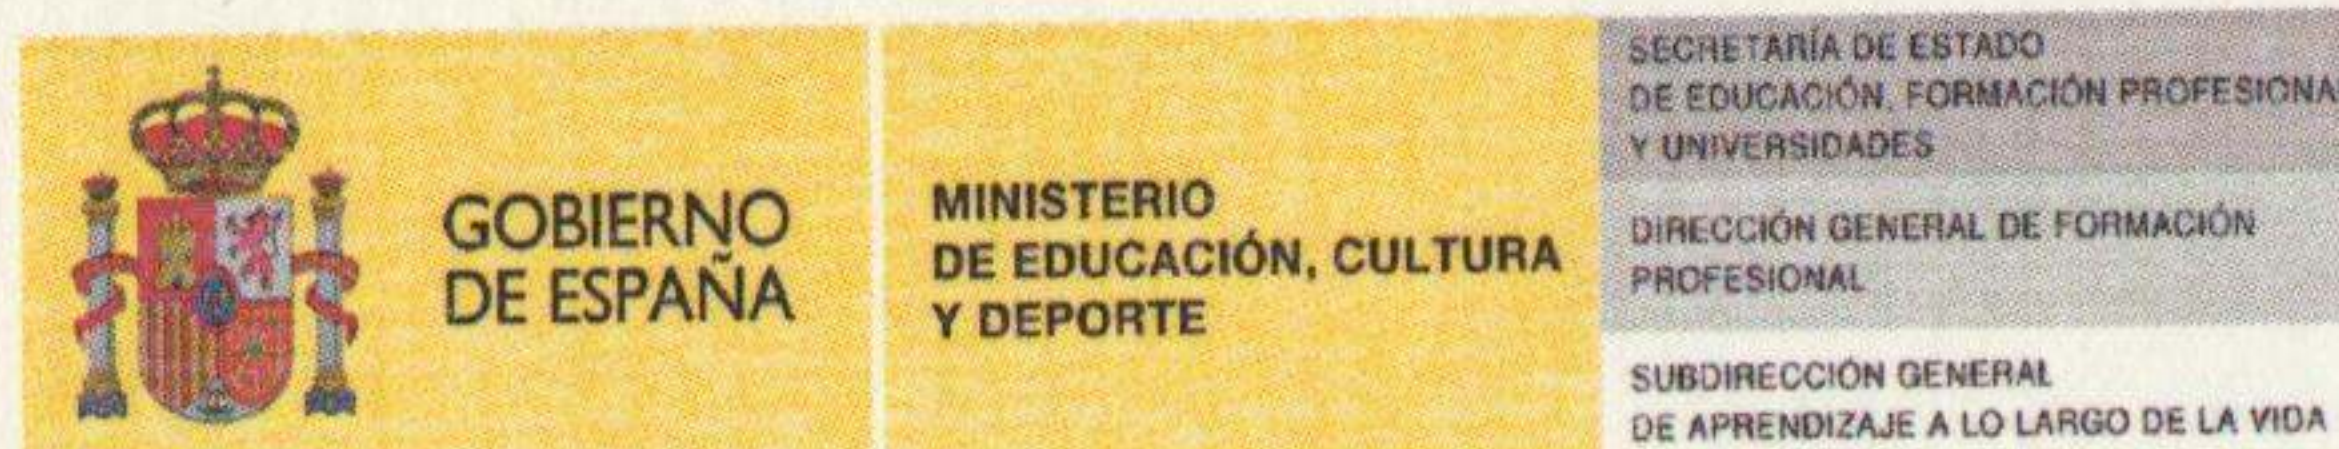 GOBIERNO
DE ESPAÑA
MINISTERIO
DE EDUCACIÓN, CULTURA
Y DEPORTE
SECRETARÍA DE ESTADO
DE EDUCACIÓN, FORMACIÓN PROFESIONA
Y UNIVERSIDADES
DIRECCIÓN GENERAL DE FORMACIÓN
PROFESIONAL
SUBDIRECCIÓN GENERAL
DE APRENDIZAJE A LO LARGO DE LA VIDA